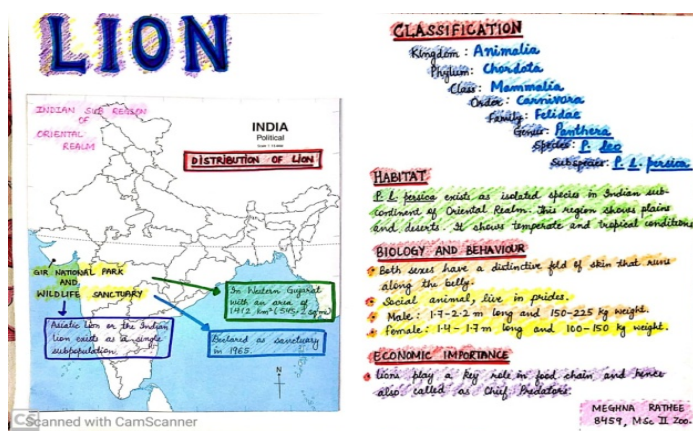 LION
INDIAN SUB REGION
OF
ORIENTAL
REALM
INDIA
Political
DISTRIBUTION OF LION
GIR NATIONAL PARK
AND
WILDLIFE SANCTUARY
In Western Gujarat
with an area of
1412 km² (545.2 sq mi)
Asiatic Lion or the Indian
lion exists as a single
subpopulation.
Declared as sanctuary
in 1965.
N
CLASSIFICATION
Kingdom : Animalia
Phylum : Chordata
Class : Mammalia
Order : Carnivora
Family : Felidae
Genus : Panthera
Species : P. leo
Subspecies : P. l. persica
HABITAT
P. l. persica exists as isolated species in Indian sub-
continent of Oriental Realm. This region shows plains
and deserts. It shows temperate and tropical conditions
BIOLOGY AND BEHAVIOUR
Both sexes have a distinctive fold of skin that runs
along the belly.
Social animal, live in prides.
Male : 1.7-2.2 m long and 150-225 kg weight.
Female : 1.4-1.7 m long and 100-150 kg weight.
ECONOMIC IMPORTANCE
Lions play a key role in food chain and hence
also called as Chief Predators.
MEGHNA RATHEE
8459, MSc II Zoo.
CS Scanned with CamScanner